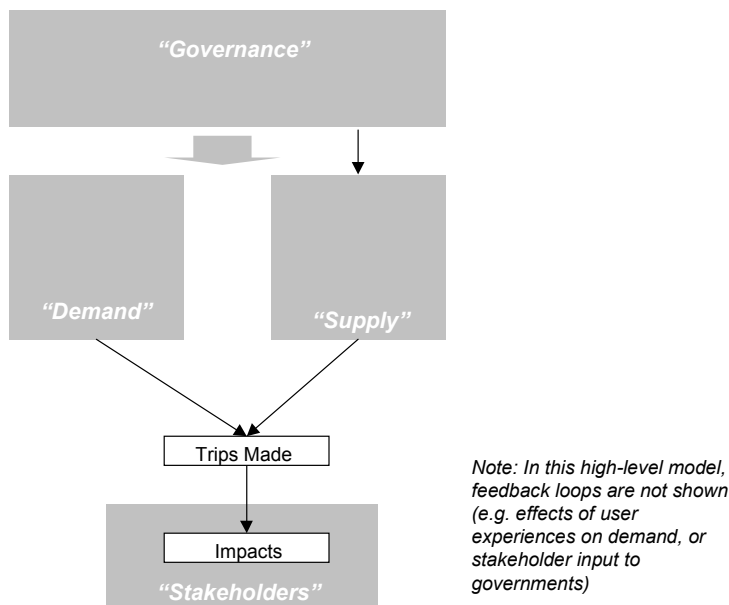 “Governance”
“Demand”
“Supply”
Trips Made
Note: In this high-level model,
feedback loops are not shown
(e.g. effects of user
experiences on demand, or
stakeholder input to
governments)
Impacts
“Stakeholders”